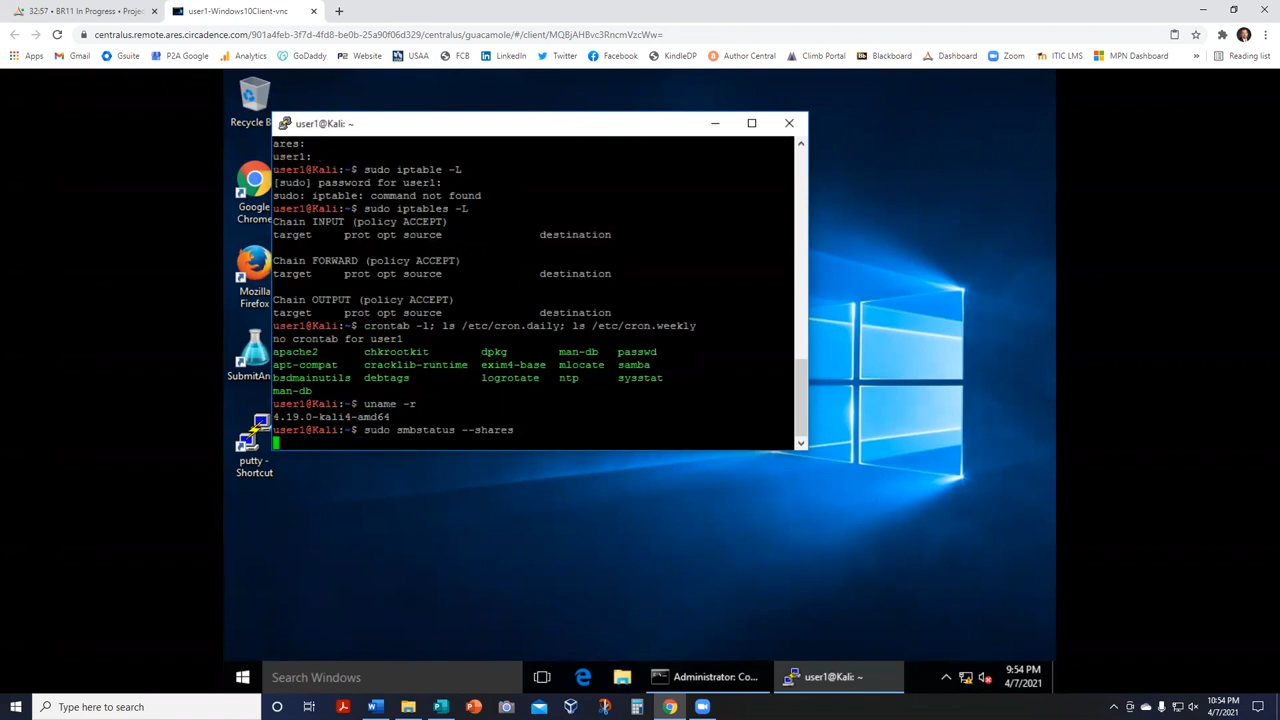 32:57 • BR11 In Progress • Projec
user1-Windows10Client-vnc
centralus.remote.ares.circadence.com/901a4feb-3f7d-4fd8-be0b-25a90f06d329/centralus/guacamole/#/client/MQBjAHBvc3RncmVzcWw=
Apps Gmail Gsuite P2A Google Analytics GoDaddy Website USAA FCB LinkedIn Twitter Facebook KindleDP Author Central Climb Portal Blackboard Dashboard Zoom ITIC LMS MPN Dashboard » Reading list
Recycle B
Google
Chrome
Mozilla
Firefox
SubmitAn
putty -
Shortcut
user1@Kali: ~
ares:
user1:
user1@Kali:~$ sudo iptable -L
[sudo] password for user1:
sudo: iptable: command not found
user1@Kali:~$ sudo iptables -L
Chain INPUT (policy ACCEPT)
target prot opt source destination
Chain FORWARD (policy ACCEPT)
target prot opt source destination
Chain OUTPUT (policy ACCEPT)
target prot opt source destination
user1@Kali:~$ crontab -l; ls /etc/cron.daily; ls /etc/cron.weekly
no crontab for user1
apache2 chkrootkit dpkg man-db passwd
apt-compat cracklib-runtime exim4-base mlocate samba
bsdmainutils debtags logrotate ntp sysstat
man-db
user1@Kali:~$ uname -r
4.19.0-kali4-amd64
user1@Kali:~$ sudo smbstatus --shares
Search Windows
Administrator: Co...
user1@Kali: ~
9:54 PM
4/7/2021
Type here to search
10:54 PM
4/7/2021